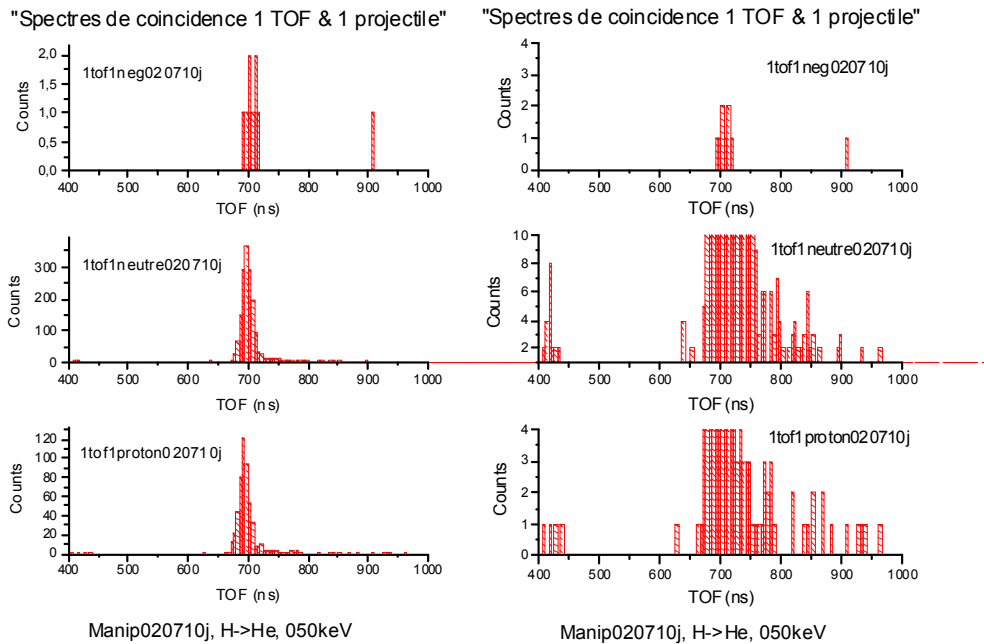 "Spectres de coincidence 1 TOF & 1 projectile"
1tof1neg020710j
Counts
2,0
1,5
1,0
0,5
0,0
400 500 600 700 800 900 1000
TOF (ns)
1tof1neutre020710j
Counts
300
200
100
0
400 500 600 700 800 900 1000
TOF (ns)
1tof1proton020710j
Counts
120
100
80
60
40
20
0
400 500 600 700 800 900 1000
TOF (ns)
Manip020710j, H->He, 050keV
"Spectres de coincidence 1 TOF & 1 projectile"
1tof1neg020710j
Counts
4
3
2
1
0
400 500 600 700 800 900 1000
TOF (ns)
1tof1neutre020710j
Counts
10
8
6
4
2
400 500 600 700 800 900 1000
TOF (ns)
1tof1proton020710j
Counts
4
3
2
1
0
400 500 600 700 800 900 1000
TOF (ns)
Manip020710j, H->He, 050keV